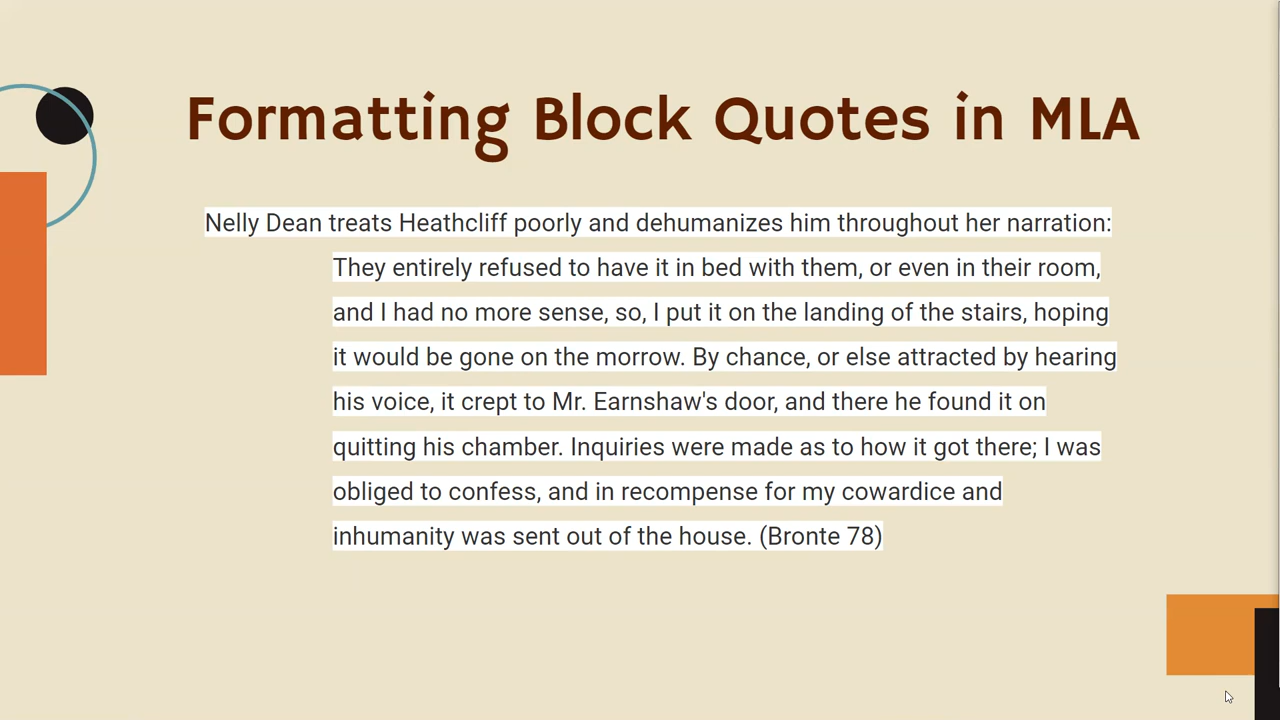 Formatting Block Quotes in MLA
Nelly Dean treats Heathcliff poorly and dehumanizes him throughout her narration:
They entirely refused to have it in bed with them, or even in their room,
and I had no more sense, so, I put it on the landing of the stairs, hoping
it would be gone on the morrow. By chance, or else attracted by hearing
his voice, it crept to Mr. Earnshaw's door, and there he found it on
quitting his chamber. Inquiries were made as to how it got there; I was
obliged to confess, and in recompense for my cowardice and
inhumanity was sent out of the house. (Bronte 78)